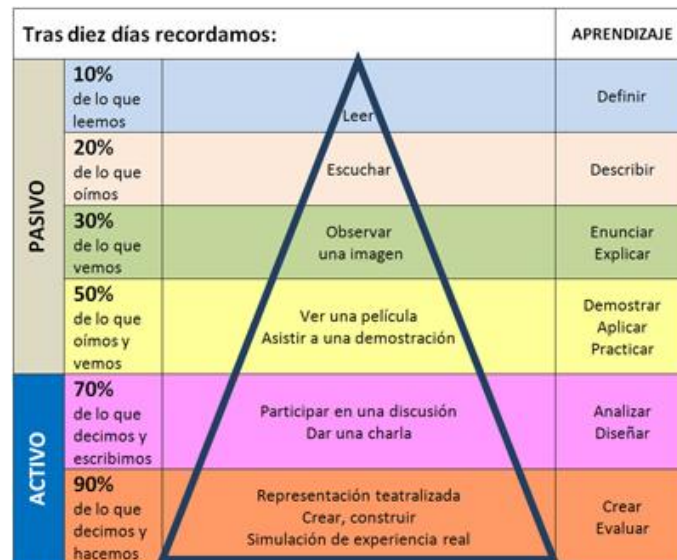 Tras diez días recordamos:
APRENDIZAJE
PASIVO
10%
de lo que
leemos
Leer
Definir
20%
de lo que
oímos
Escuchar
Describir
30%
de lo que
vemos
Observar
una imagen
Enunciar
Explicar
50%
de lo que
oímos y
vemos
Ver una película
Asistir a una demostración
Demostrar
Aplicar
Practicar
ACTIVO
70%
de lo que
decimos y
escribimos
Participar en una discusión
Dar una charla
Analizar
Diseñar
90%
de lo que
decimos y
hacemos
Representación teatralizada
Crear, construir
Simulación de experiencia real
Crear
Evaluar